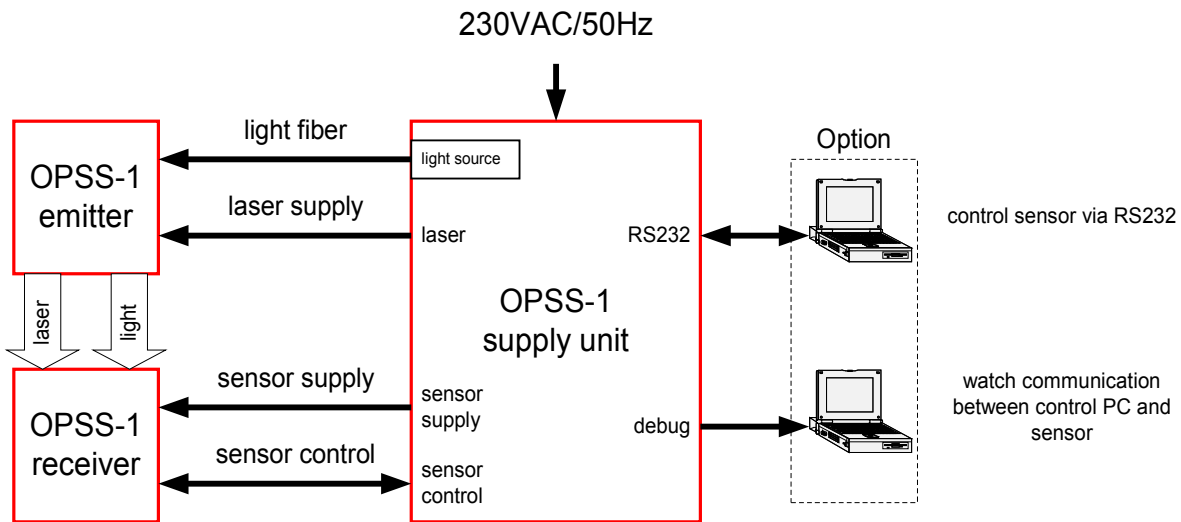 230VAC/50Hz
light fiber
light source
Option
OPSS-1
emitter
laser supply
laser
RS232
control sensor via RS232
OPSS-1
supply unit
laser
light
sensor supply
sensor
supply
debug
watch communication
between control PC and
sensor
OPSS-1
receiver
sensor control
sensor
control